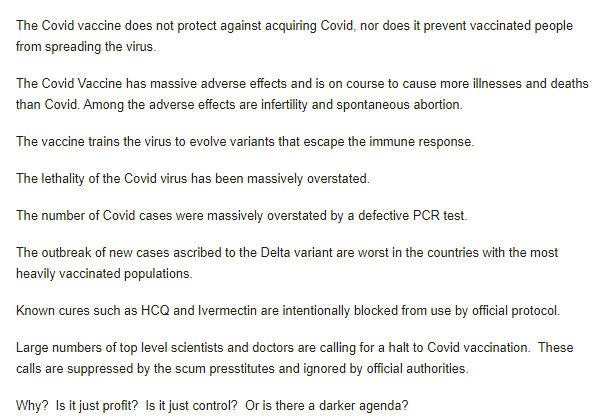 The Covid vaccine does not protect against acquiring Covid, nor does it prevent vaccinated people
from spreading the virus.
The Covid Vaccine has massive adverse effects and is on course to cause more illnesses and deaths
than Covid. Among the adverse effects are infertility and spontaneous abortion.
The vaccine trains the virus to evolve variants that escape the immune response.
The lethality of the Covid virus has been massively overstated.
The number of Covid cases were massively overstated by a defective PCR test.
The outbreak of new cases ascribed to the Delta variant are worst in the countries with the most
heavily vaccinated populations.
Known cures such as HCQ and Ivermectin are intentionally blocked from use by official protocol.
Large numbers of top level scientists and doctors are calling for a halt to Covid vaccination.  These
calls are suppressed by the scum presstitutes and ignored by official authorities.
Why?  Is it just profit?  Is it just control?  Or is there a darker agenda?